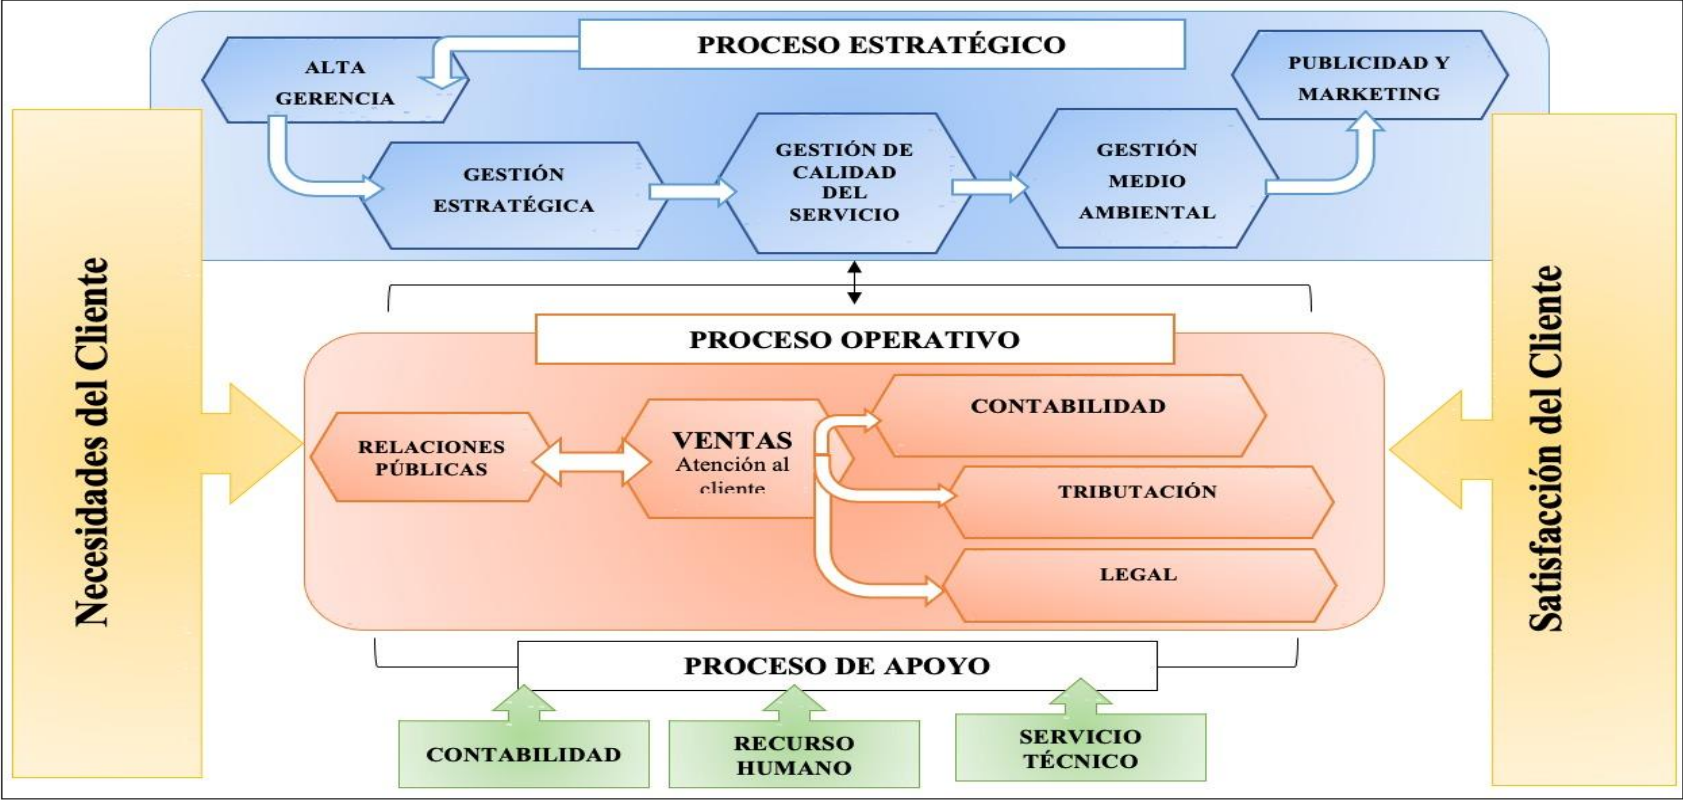 PROCESO ESTRATÉGICO
ALTA
GERENCIA
GESTIÓN
ESTRATÉGICA
GESTIÓN DE
CALIDAD
DEL
SERVICIO
GESTIÓN
MEDIO
AMBIENTAL
PUBLICIDAD Y
MARKETING
Necesidades del Cliente
PROCESO OPERATIVO
RELACIONES
PÚBLICAS
VENTAS
Atención al
cliente
CONTABILIDAD
TRIBUTACIÓN
LEGAL
Satisfacción del Cliente
PROCESO DE APOYO
CONTABILIDAD
RECURSO
HUMANO
SERVICIO
TÉCNICO